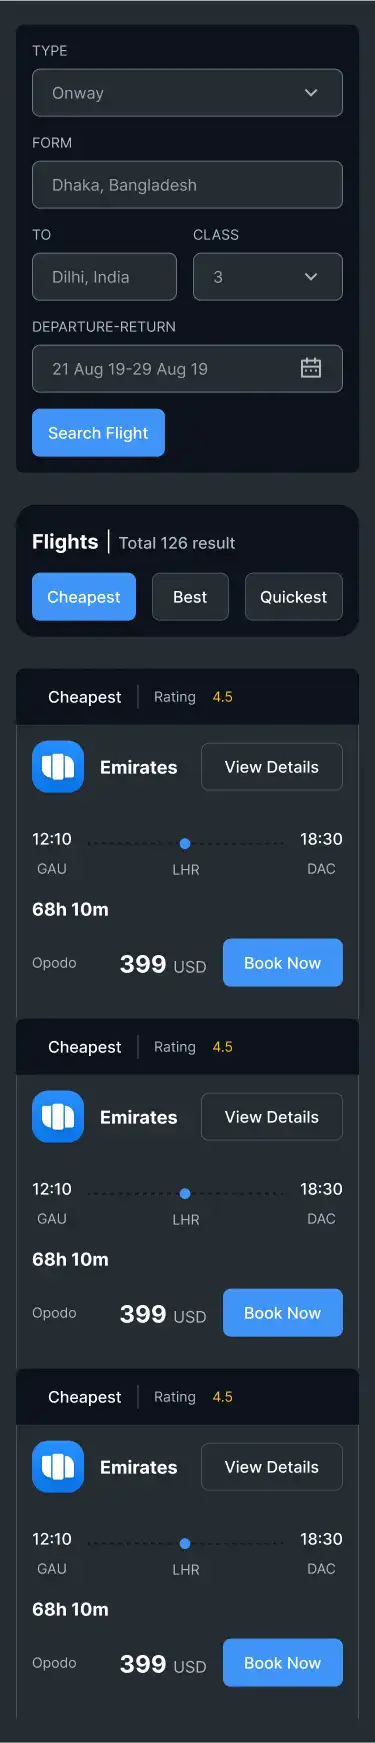 TYPE
Onway
FORM
Dhaka, Bangladesh
TO CLASS
Dilhi, India 3
DEPARTURE-RETURN
21 Aug 19-29 Aug 19
Search Flight
Flights | Total 126 result
Cheapest Best Quickest
Cheapest Rating 4.5
Emirates View Details
12:10 18:30
GAU LHR DAC
68h 10m
Opodo 399 USD Book Now
Cheapest Rating 4.5
Emirates View Details
12:10 18:30
GAU LHR DAC
68h 10m
Opodo 399 USD Book Now
Cheapest Rating 4.5
Emirates View Details
12:10 18:30
GAU LHR DAC
68h 10m
Opodo 399 USD Book Now